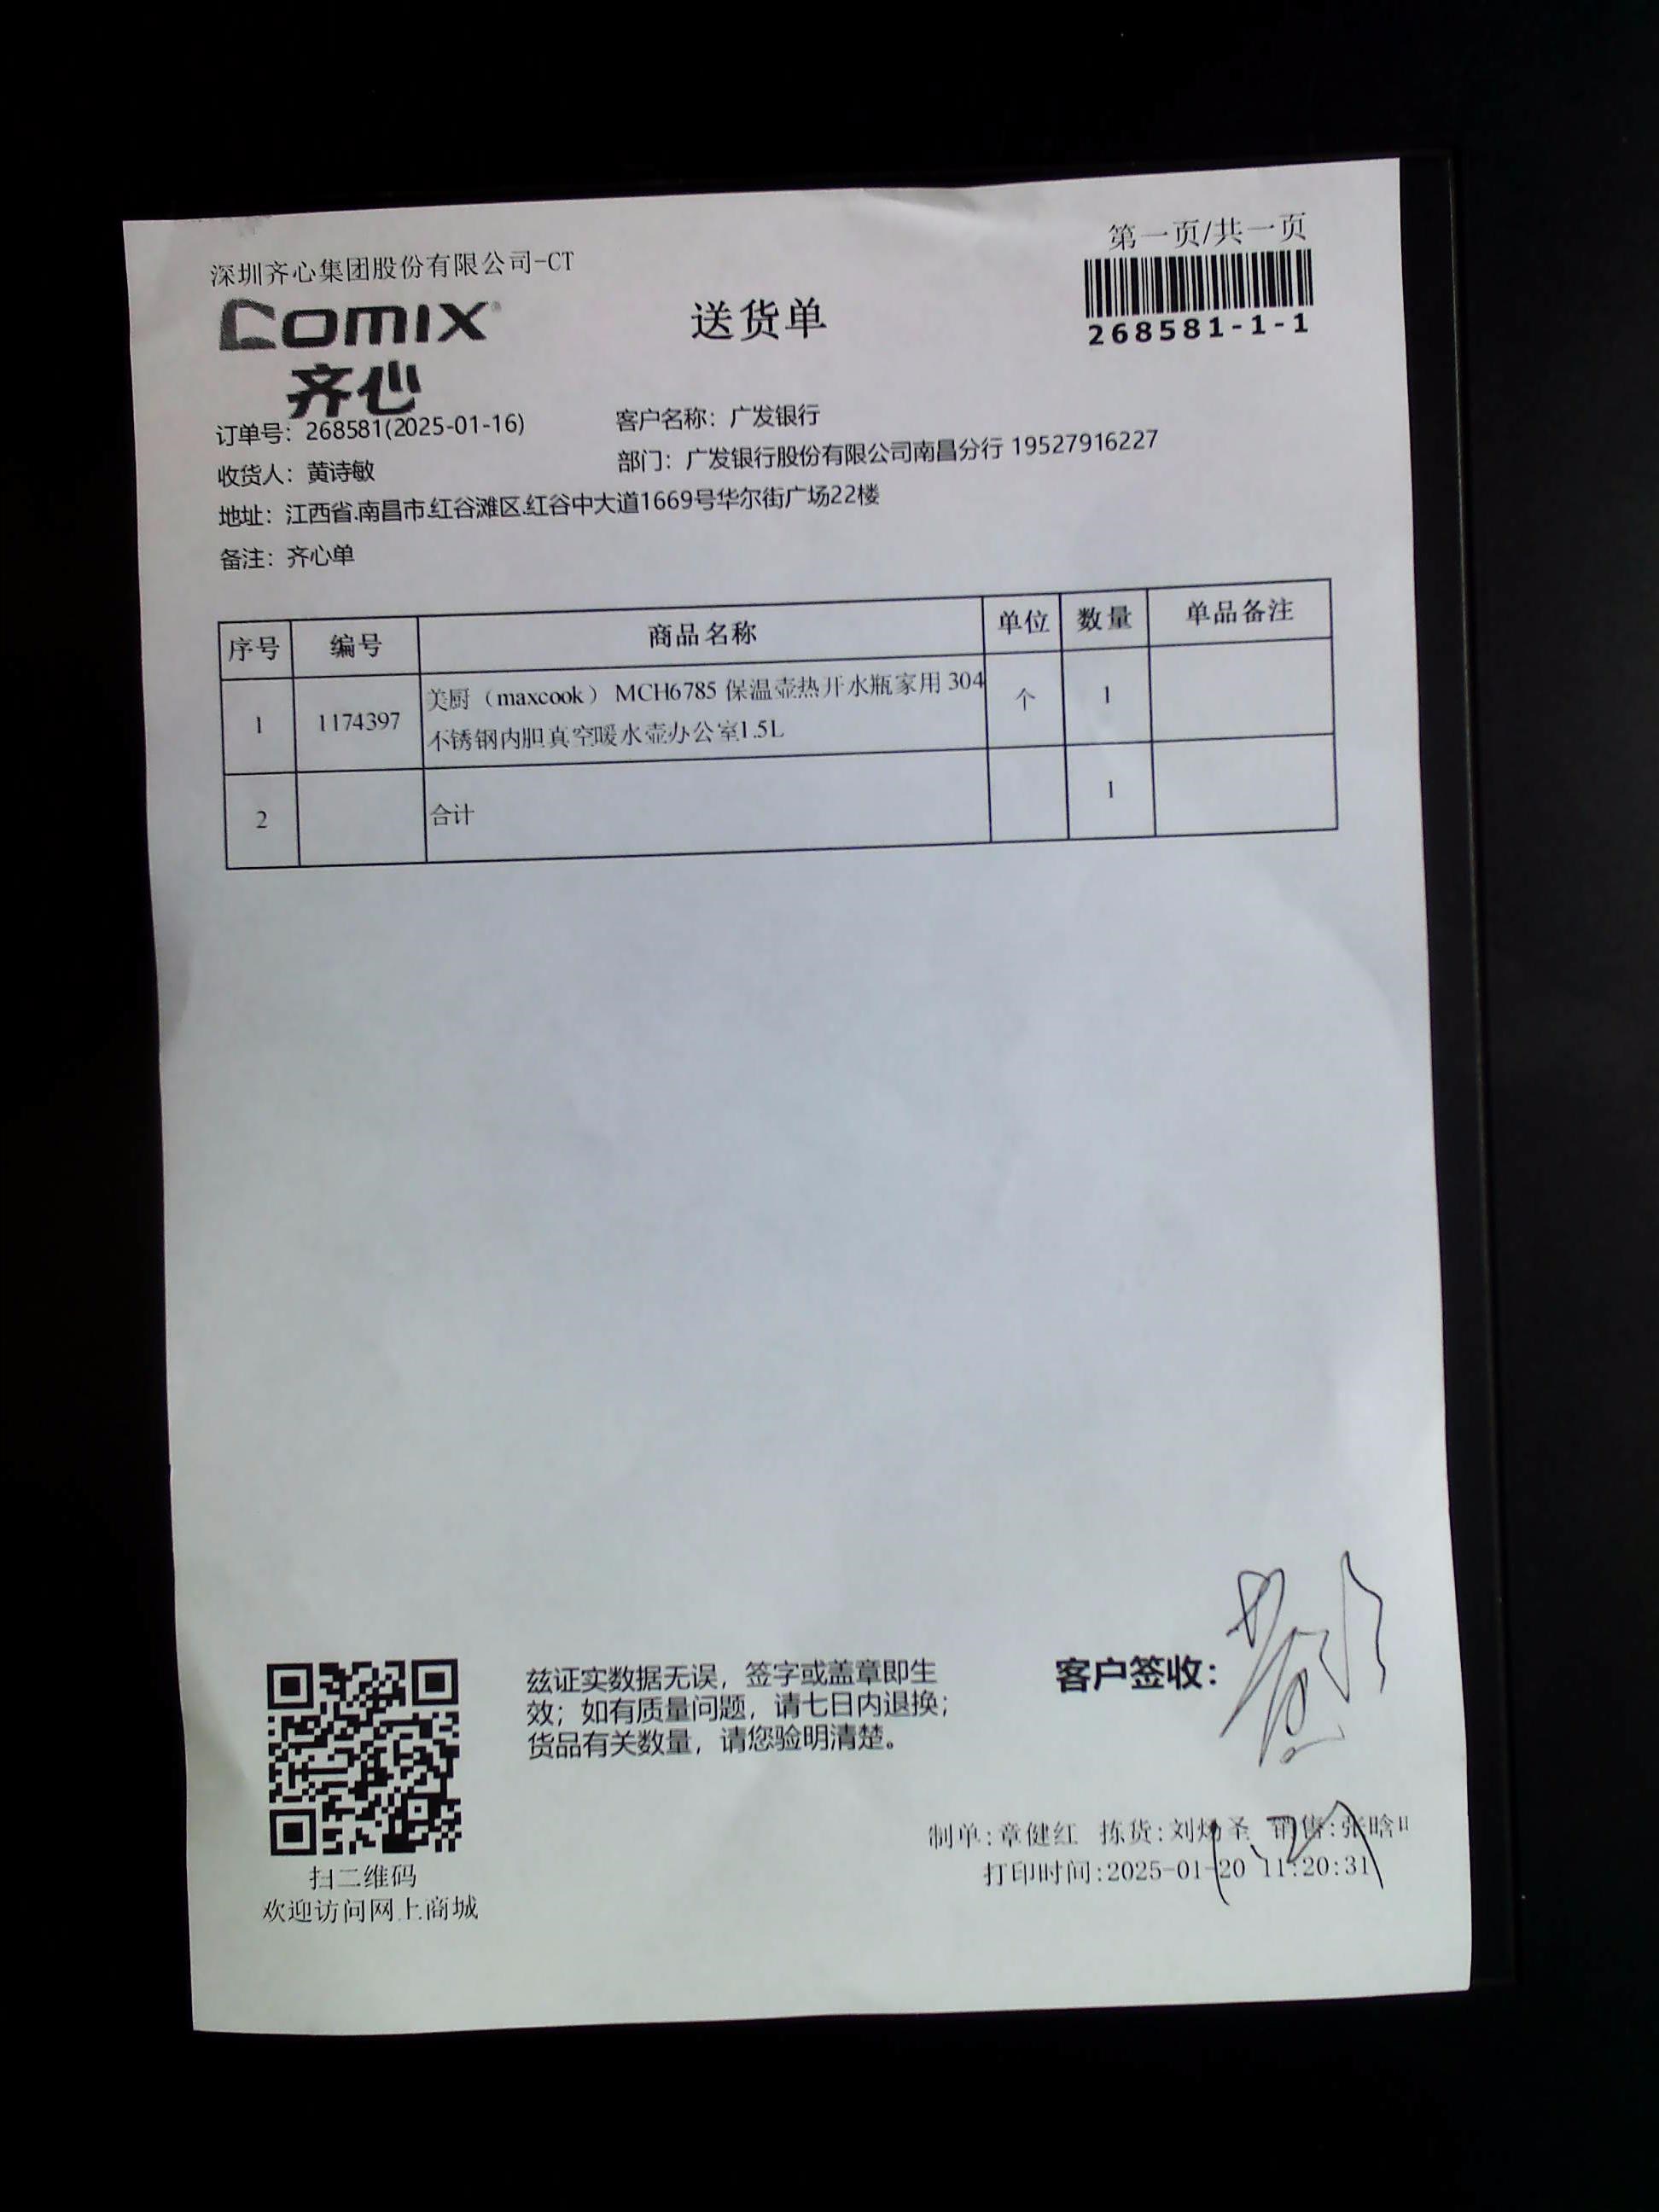 第一页/共一页
深圳齐心集团股份有限公司-CT
comix
齐心
送货单
268581-1-1
订单号：268581(2025-01-16)
客户名称：广发银行
收货人：黄诗敏
部门：广发银行股份有限公司南昌分行 19527916227
地址：江西省.南昌市.红谷滩区.红谷中大道1669号华尔街广场22楼
备注：齐心单
序号 编号 商品名称 单位 数量 单品备注
1 1174397 美厨（maxcook） MCH6785 保温壶热开水瓶家用 304 个 1
不锈钢内胆真空暖水壶办公室1.5L
2 合计 1
兹证实数据无误，签字或盖章即生
效；如有质量问题，请七日内退换；
货品有关数量，请您验明清楚。
客户签收：
制单:章健红 拣货:刘炀圣 销售:张晗
打印时间:2025-01-20 11:20:31
扫二维码
欢迎访问网上商城